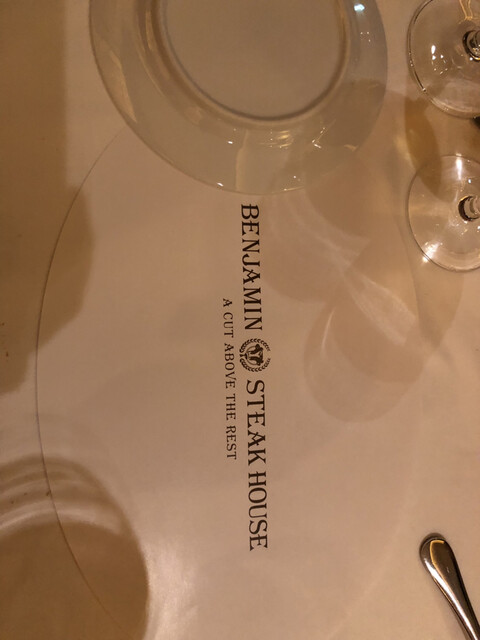 BENJAMIN STEAK HOUSE
A CUT ABOVE THE REST